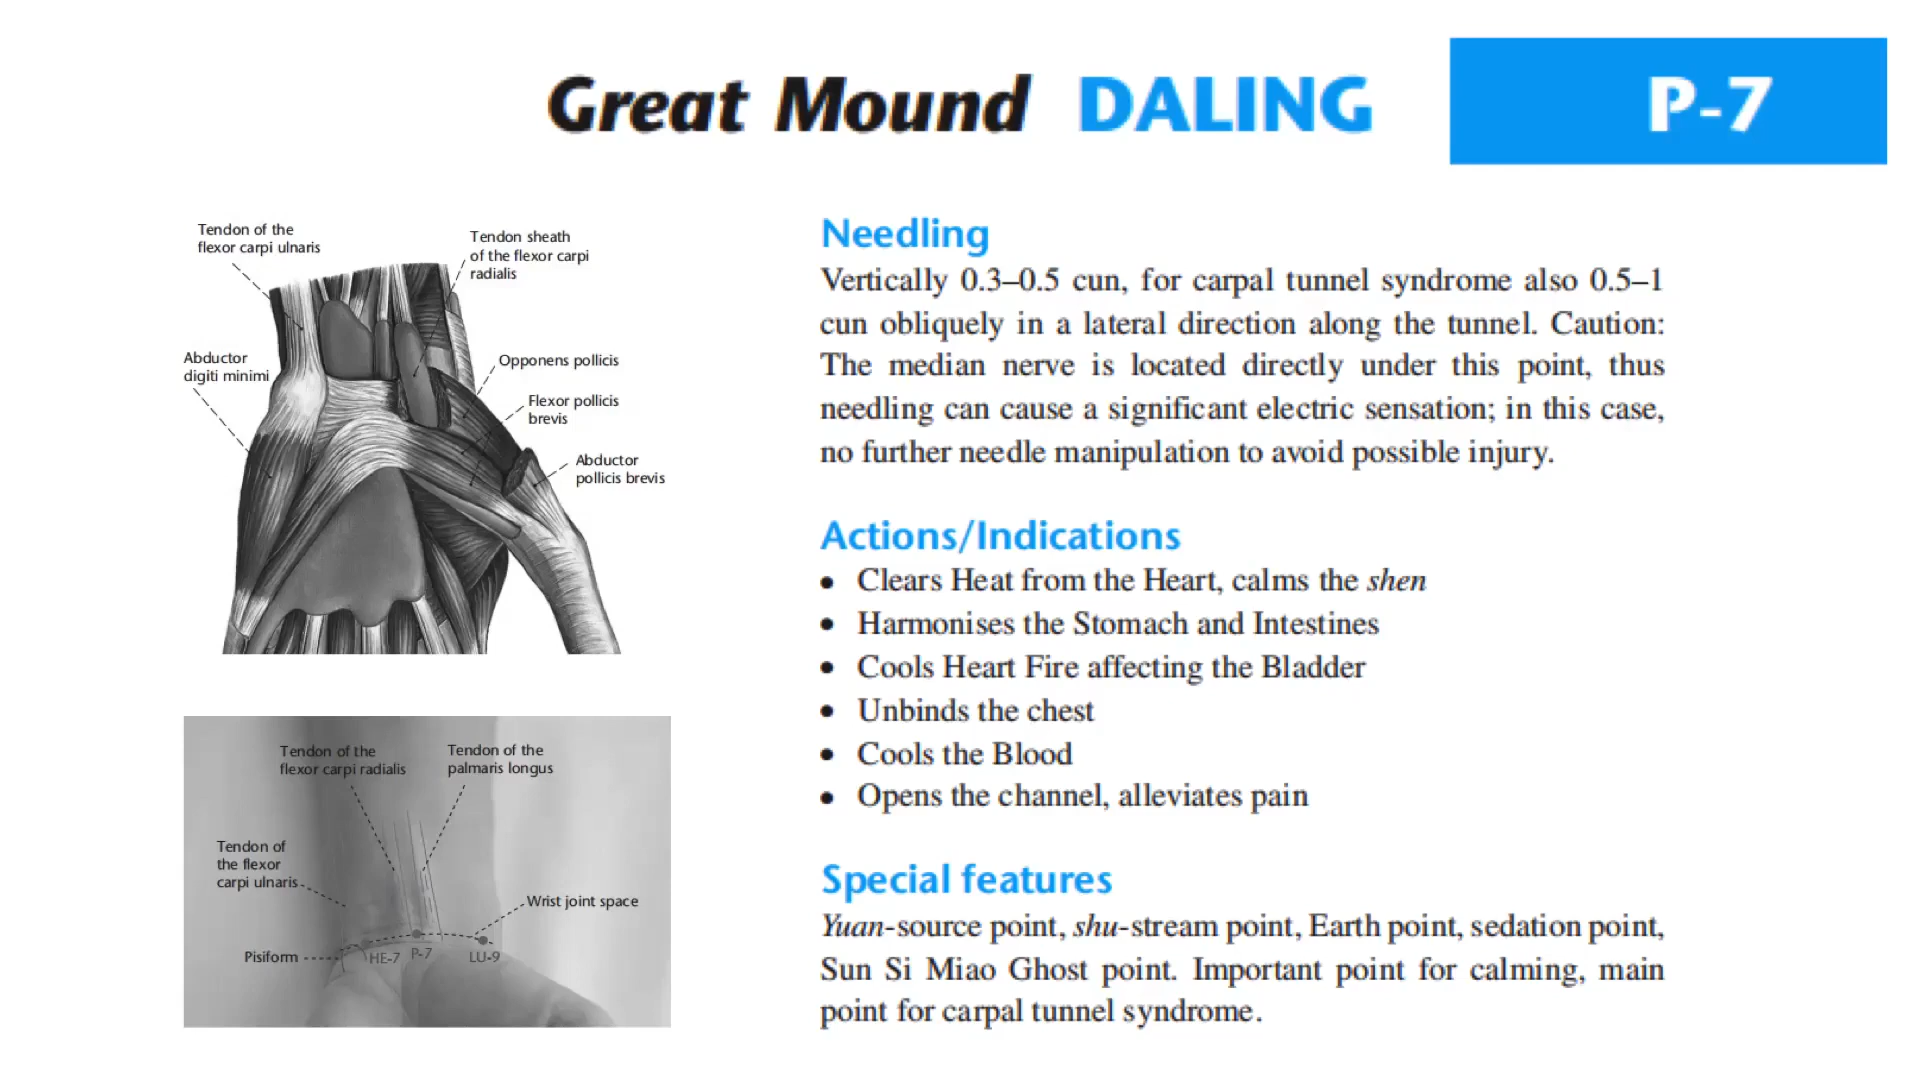 Great Mound DALING P-7
Tendon of the
flexor carpi ulnaris
Tendon sheath
of the flexor carpi
radialis
Abductor
digiti minimi
Opponens pollicis
Flexor pollicis
brevis
Abductor
pollicis brevis
Tendon of the
flexor carpi radialis
Tendon of the
palmaris longus
Tendon of
the flexor
carpi ulnaris
Wrist joint space
Pisiform
HE-7 P-7 LU-9
Needling
Vertically 0.3–0.5 cun, for carpal tunnel syndrome also 0.5–1
cun obliquely in a lateral direction along the tunnel. Caution:
The median nerve is located directly under this point, thus
needling can cause a significant electric sensation; in this case,
no further needle manipulation to avoid possible injury.
Actions/Indications
• Clears Heat from the Heart, calms the shen
• Harmonises the Stomach and Intestines
• Cools Heart Fire affecting the Bladder
• Unbinds the chest
• Cools the Blood
• Opens the channel, alleviates pain
Special features
Yuan-source point, shu-stream point, Earth point, sedation point,
Sun Si Miao Ghost point. Important point for calming, main
point for carpal tunnel syndrome.